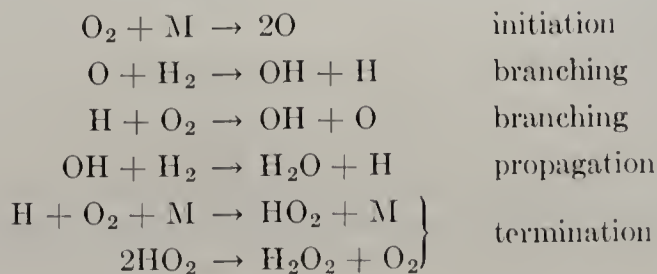 O₂ + M → 2O initiation
O + H₂ → OH + H branching
H + O₂ → OH + O branching
OH + H₂ → H₂O + H propagation
H + O₂ + M → HO₂ + M
2HO₂ → H₂O₂ + O₂ } termination